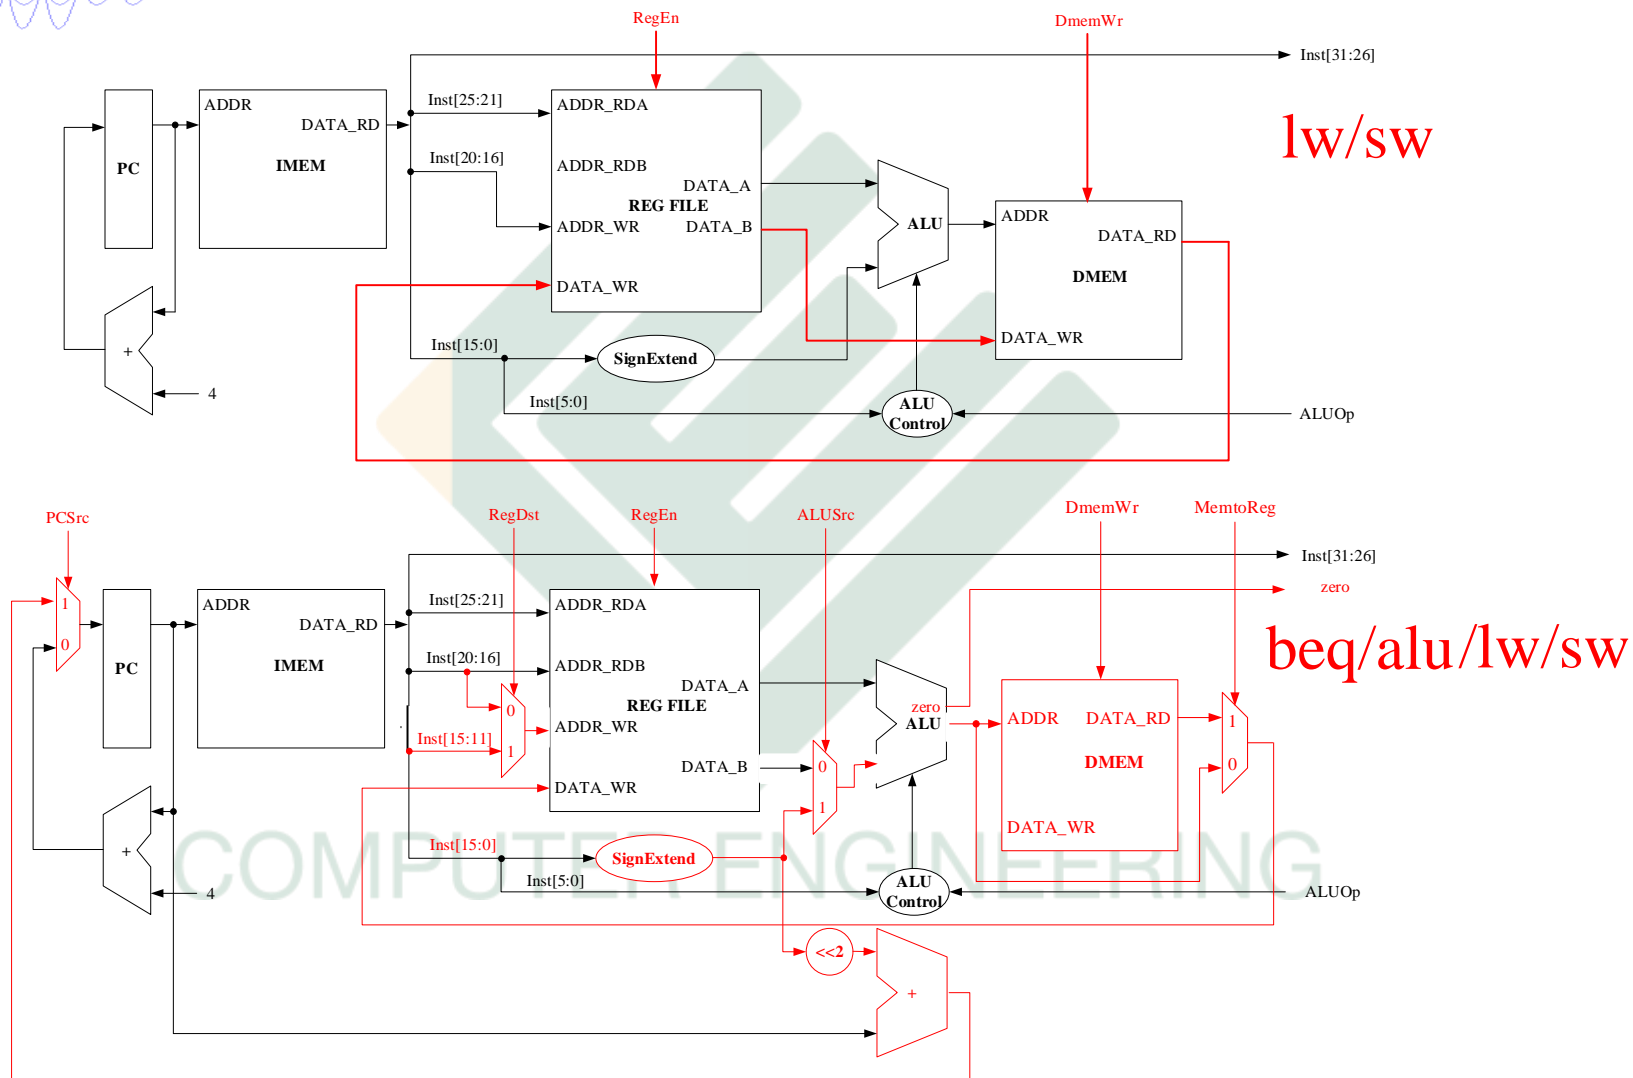 RegEn
DmemWr
Inst[31:26]
Inst[25:21]
ADDR
ADDR_RDA
DATA_RD
lw/sw
Inst[20:16]
PC
IMEM
ADDR_RDB
DATA_A
REG FILE
ADDR_WR
DATA_B
ALU
ADDR
DATA_RD
DMEM
DATA_WR
DATA_WR
Inst[15:0]
SignExtend
+
4
Inst[5:0]
ALU
Control
ALUOp
PCSrc
RegDst
RegEn
ALUSrc
DmemWr
MemtoReg
Inst[31:26]
zero
1
0
PC
ADDR
DATA_RD
IMEM
Inst[25:21]
ADDR_RDA
beq/alu/lw/sw
Inst[20:16]
ADDR_RDB
DATA_A
REG FILE
0
1
ADDR_WR
Inst[15:11]
zero
ALU
ADDR
DATA_RD
DMEM
1
0
DATA_B
0
1
DATA_WR
DATA_WR
Inst[15:0]
SignExtend
+
4
Inst[5:0]
ALU
Control
ALUOp
COMPUTER ENGINEERING
<<2
+